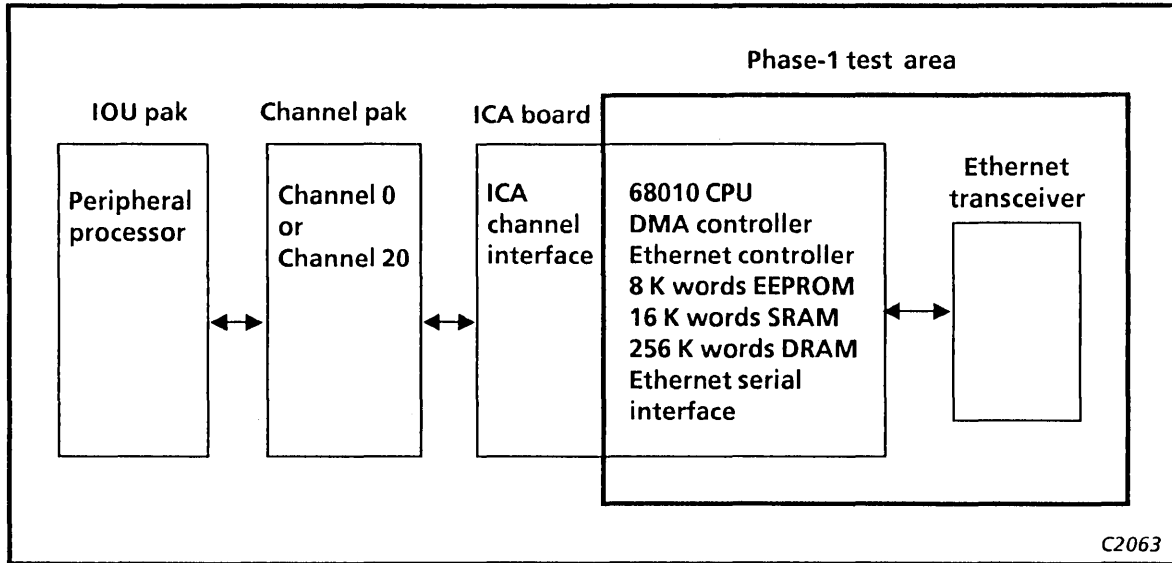 Phase-1 test area
IOU pak
Channel pak
ICA board
Peripheral
processor
Channel 0
or
Channel 20
ICA
channel
interface
68010 CPU
DMA controller
Ethernet controller
8 K words EEPROM
16 K words SRAM
256 K words DRAM
Ethernet serial
interface
Ethernet
transceiver
C2063